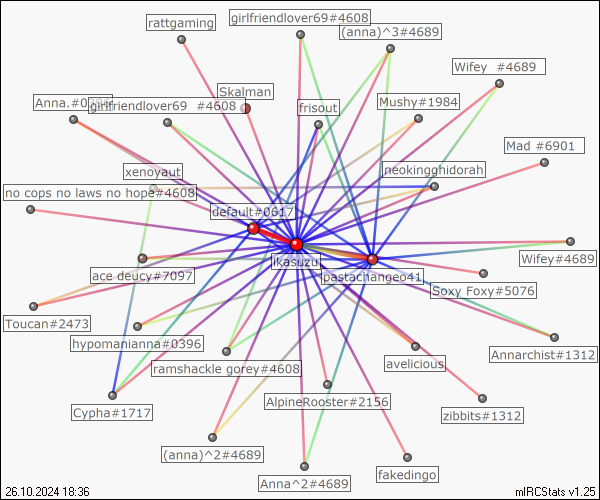 rattgaming
girlfriendlover69#4608
(anna)^3#4689
Wifey  #4689
Skalman
Anna.#0
girlfriendlover69  #4608
frisout
Mushy#1984
Mad #6901
xenoyaut
neokingghidorah
no cops no laws no hope#4608
default#0617
ikasuzu
lpastachangeo41
Wifey#4689
ace deucy#7097
Soxy Foxy#5076
Toucan#2473
hypomanianna#0396
Annarchist#1312
ramshackle gorey#4608
avelicious
Cypha#1717
AlpineRooster#2156
zibbits#1312
(anna)^2#4689
Anna^2#4689
fakedingo
26.10.2024 18:36
mIRCStats v1.25